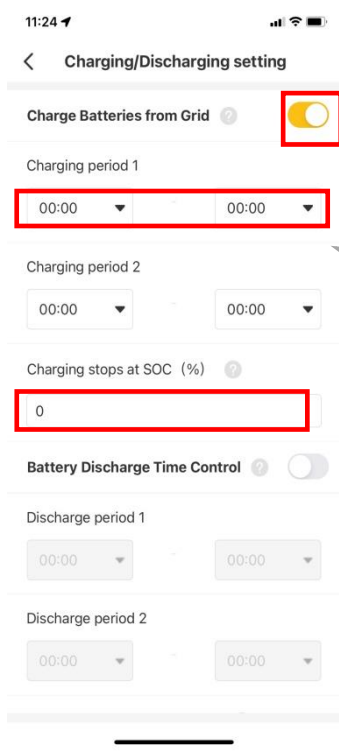 11:24
Charging/Discharging setting
Charge Batteries from Grid ?
Charging period 1
00:00 - 00:00
Charging period 2
00:00 - 00:00
Charging stops at SOC（%） ?
0
Battery Discharge Time Control ?
Discharge period 1
00:00 - 00:00
Discharge period 2
00:00 - 00:00